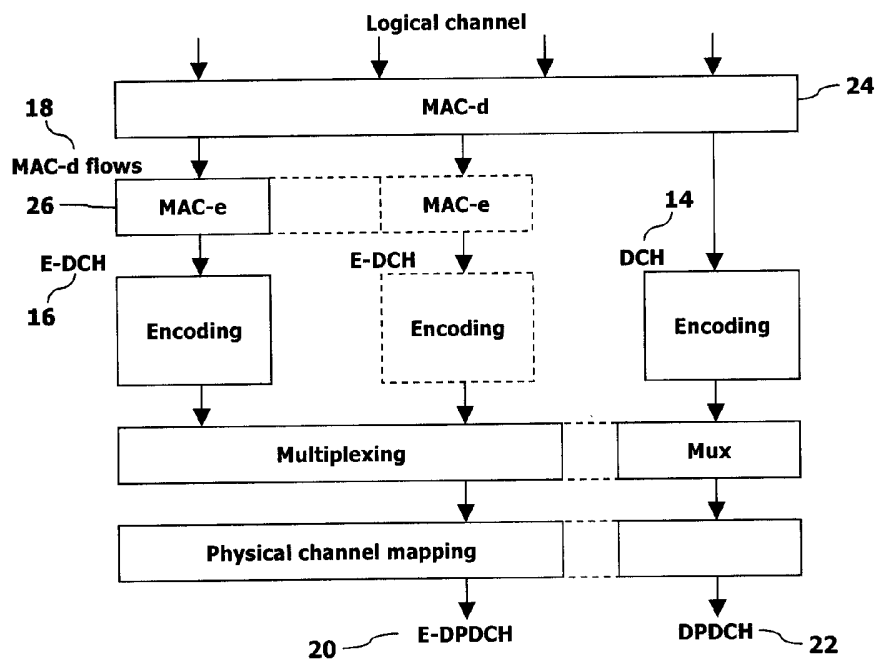 Logical channel
MAC-d
24
18
MAC-d flows
26
MAC-e
MAC-e
14
E-DCH
E-DCH
DCH
16
Encoding
Encoding
Encoding
Multiplexing
Mux
Physical channel mapping
20
E-DPDCH
DPDCH
22